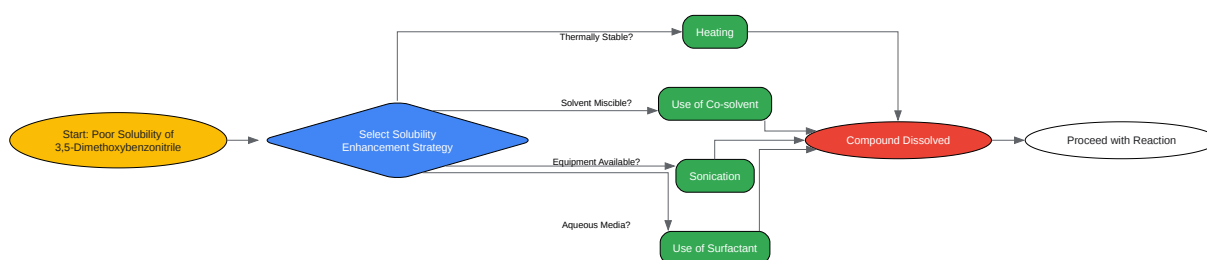 Heating
Thermally Stable?
Solvent Miscible?
Use of Co-solvent
Start: Poor Solubility of
3,5-Dimethoxybenzonitrile
Select Solubility
Enhancement Strategy
Compound Dissolved
Proceed with Reaction
Equipment Available?
Sonication
Aqueous Media?
Use of Surfactant